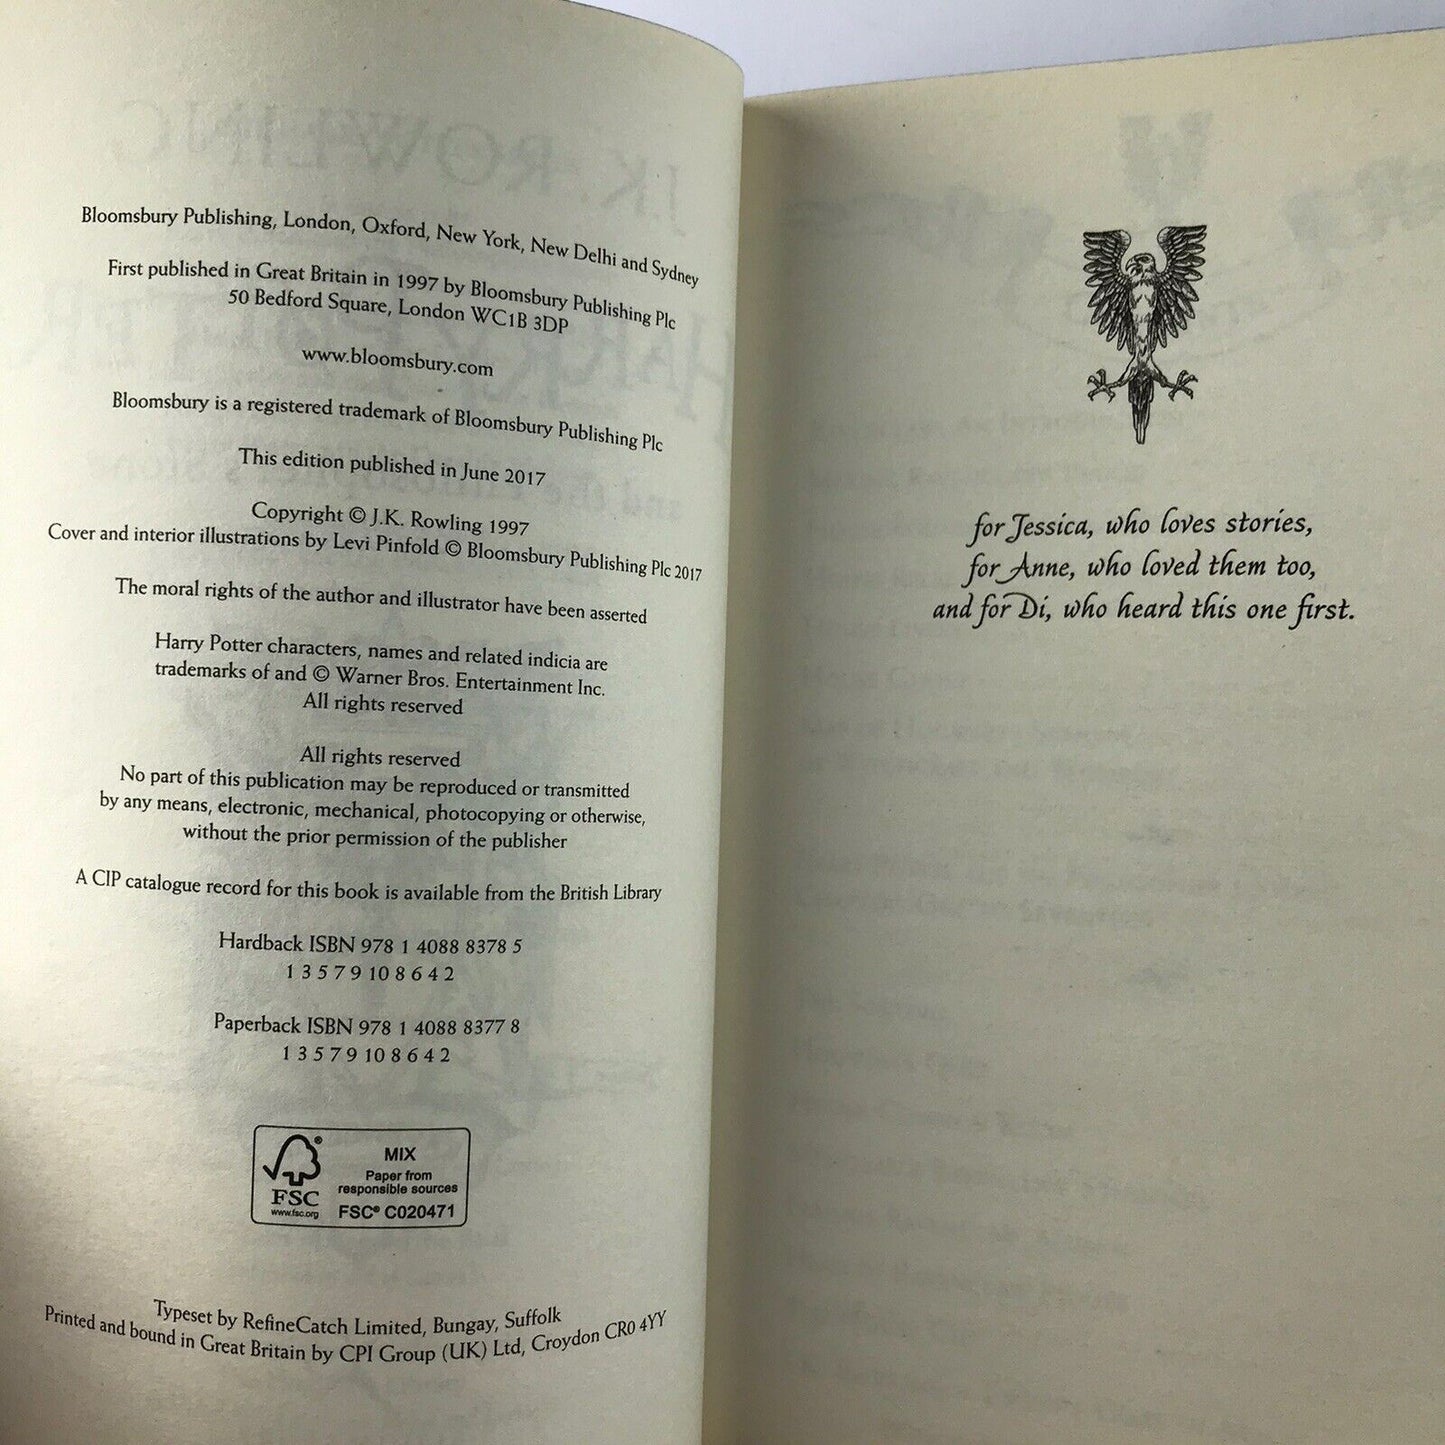 Bloomsbury Publishing, London, Oxford, New York, New Delhi and Sydney
First published in Great Britain in 1997 by Bloomsbury Publishing Plc
50 Bedford Square, London WC1B 3DP
www.bloomsbury.com
Bloomsbury is a registered trademark of Bloomsbury Publishing Plc
This edition published in June 2017
Copyright © J.K. Rowling 1997
Cover and interior illustrations by Levi Pinfold © Bloomsbury Publishing Plc 2017
The moral rights of the author and illustrator have been asserted
Harry Potter characters, names and related indicia are
trademarks of and © Warner Bros. Entertainment Inc.
All rights reserved
All rights reserved
No part of this publication may be reproduced or transmitted
by any means, electronic, mechanical, photocopying or otherwise,
without the prior permission of the publisher
A CIP catalogue record for this book is available from the British Library
Hardback ISBN 978 1 4088 8378 5
1 3 5 7 9 10 8 6 4 2
Paperback ISBN 978 1 4088 8377 8
1 3 5 7 9 10 8 6 4 2
FSC
www.fsc.org
MIX
Paper from
responsible sources
FSC® C020471
Typeset by RefineCatch Limited, Bungay, Suffolk
Printed and bound in Great Britain by CPI Group (UK) Ltd, Croydon CR0 4YY
for Jessica, who loves stories,
for Anne, who loved them too,
and for Di, who heard this one first.